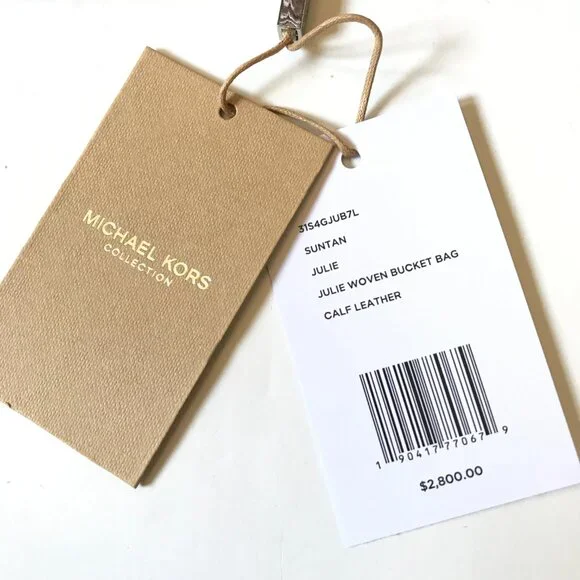 MICHAEL KORS
COLLECTION
31S4GJUB7L
SUNTAN
JULIE
JULIE WOVEN BUCKET BAG
CALF LEATHER
1 90417 77067 9
$2,800.00